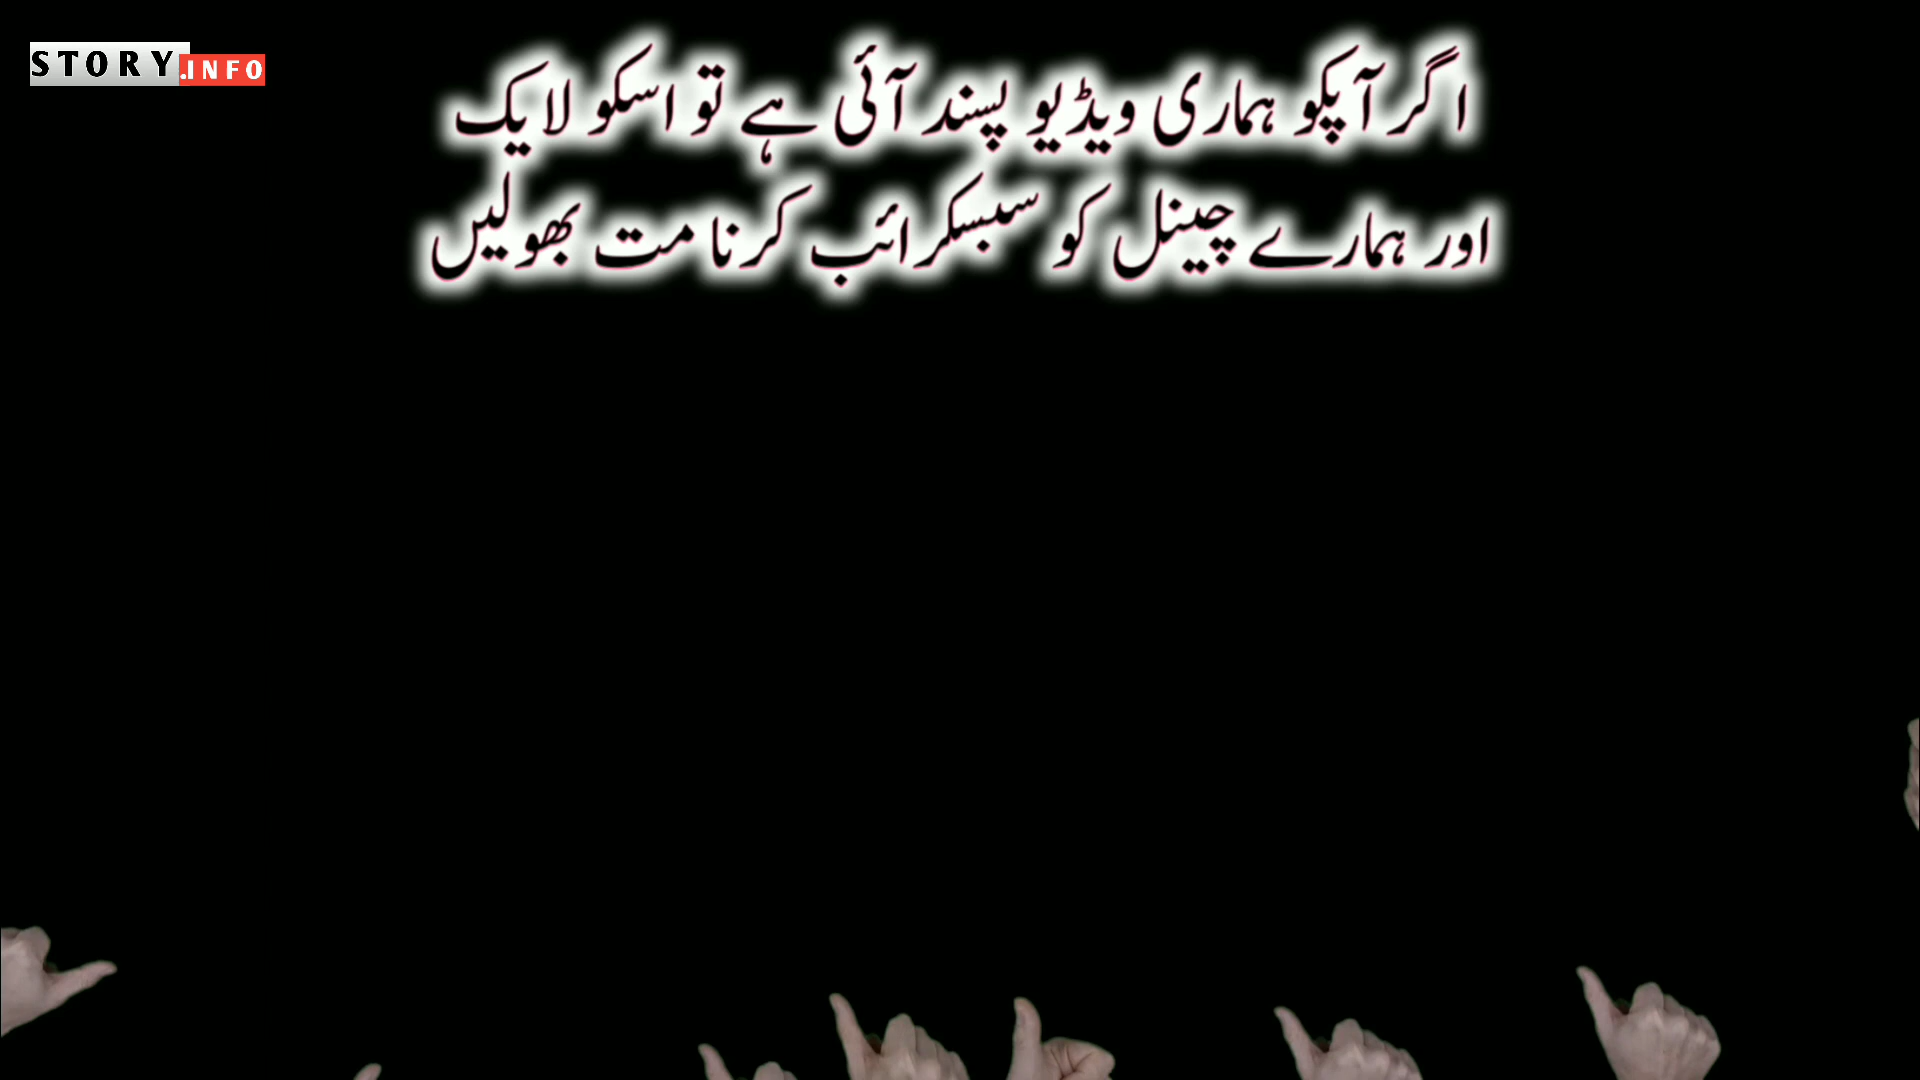 STORY.INFO
اگر آپکو ہماری ویڈیو پسند آئی ہے تو اسکو لایک
اور ہمارے چینل کو سبسکرائب کرنا مت بھولیں